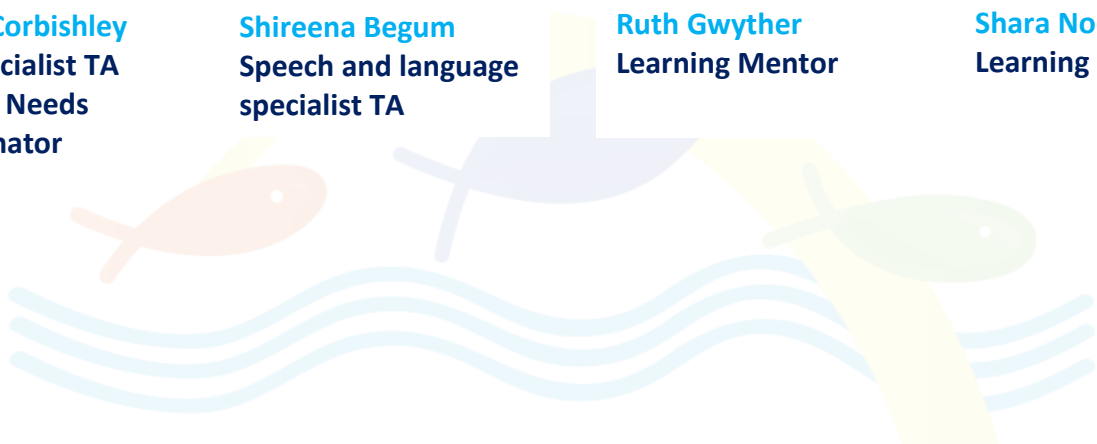 Corbishley
cialist TA
Needs
nator
Shireena Begum
Speech and language
specialist TA
Ruth Gwyther
Learning Mentor
Shara No
Learning